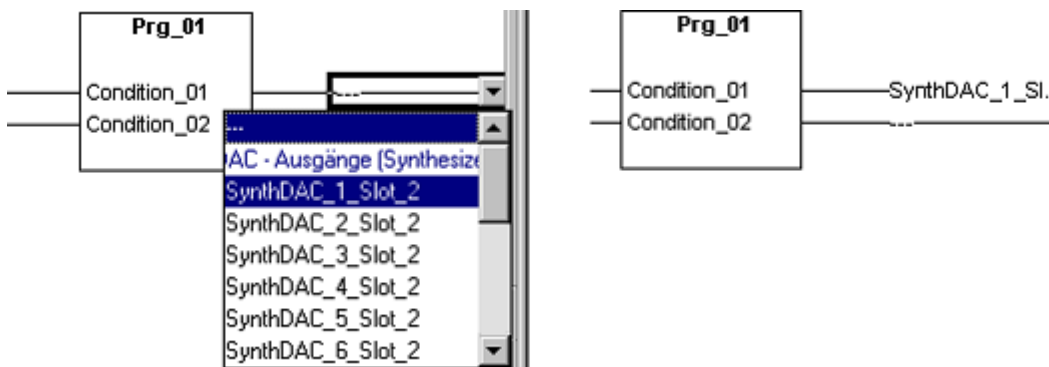 Prg_01
Condition_01
---
Condition_02
---
AC - Ausgänge (Synthesize
SynthDAC_1_Slot_2
SynthDAC_2_Slot_2
SynthDAC_3_Slot_2
SynthDAC_4_Slot_2
SynthDAC_5_Slot_2
SynthDAC_6_Slot_2
Prg_01
Condition_01
SynthDAC_1_Sl.
Condition_02
---